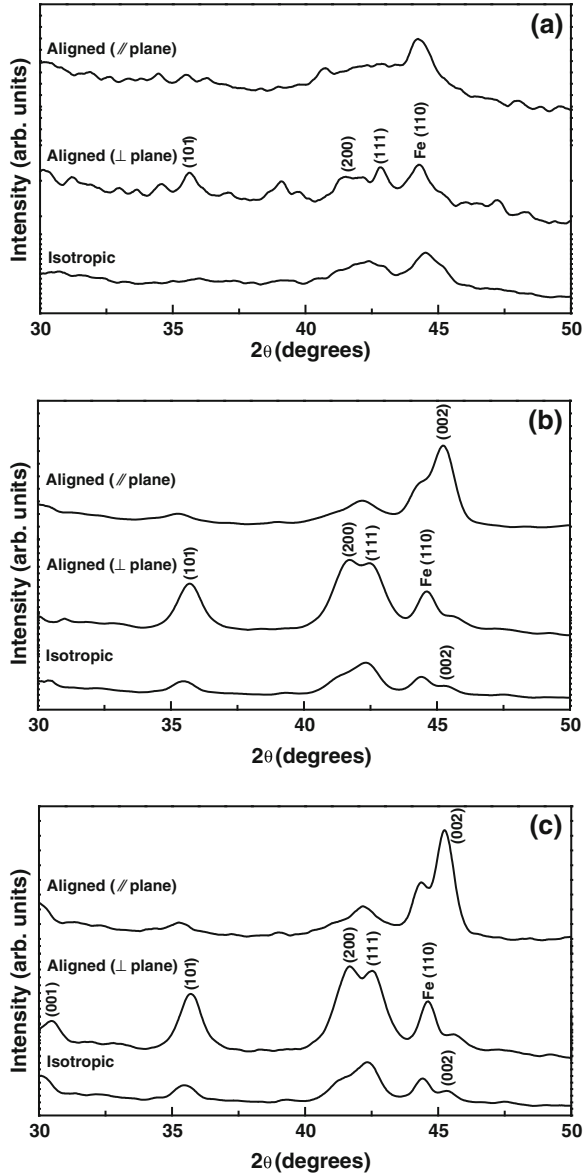 (a)
Aligned (// plane)
Aligned (⊥ plane)
(101)
(200)
(111)
Fe (110)
Isotropic
Intensity (arb. units)
30 35 40 45 50
2θ (degrees)
(b)
(002)
Aligned (// plane)
Aligned (⊥ plane)
(101)
(200)
(111)
Fe (110)
Isotropic
(002)
Intensity (arb. units)
30 35 40 45 50
2θ (degrees)
(c)
(002)
Aligned (// plane)
Aligned (⊥ plane)
(001)
(101)
(200)
(111)
Fe (110)
Isotropic
(002)
Intensity (arb. units)
30 35 40 45 50
2θ (degrees)